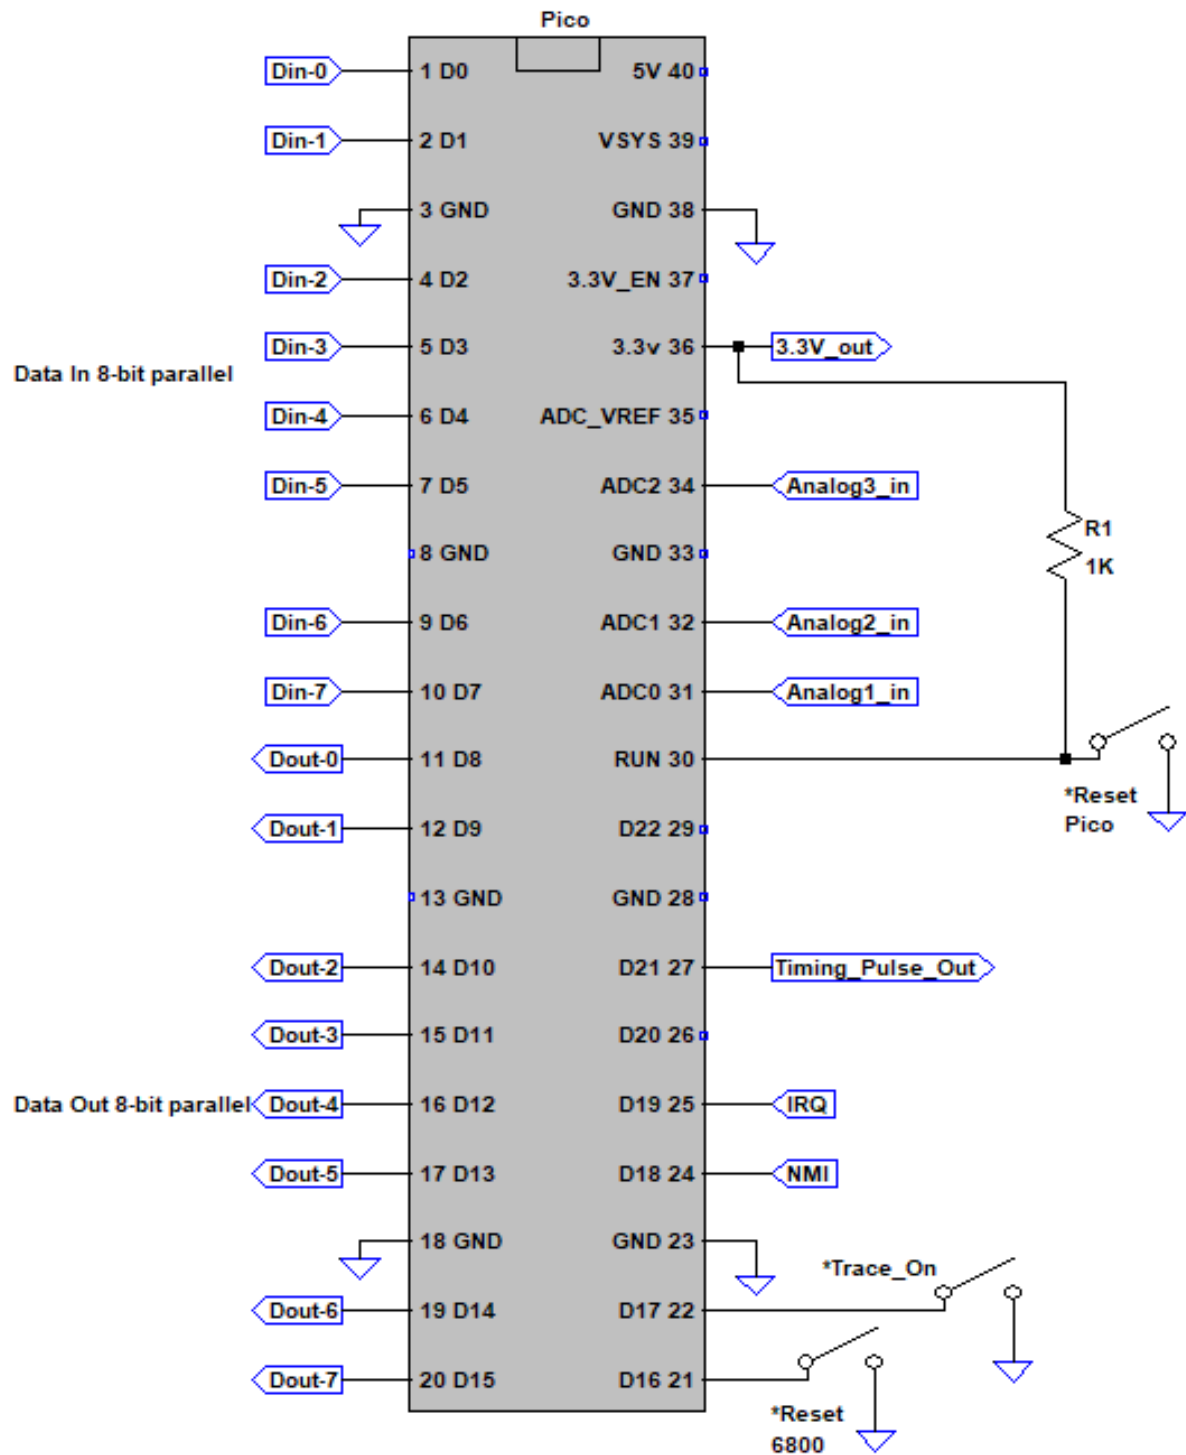 Pico
Din-0
1 D0
5V 40
Din-1
2 D1
VSYS 39
3 GND
GND 38
Din-2
4 D2
3.3V_EN 37
Din-3
5 D3
3.3v 36
3.3V_out
Data In 8-bit parallel
Din-4
6 D4
ADC_VREF 35
Din-5
7 D5
ADC2 34
Analog3_in
R1
1K
8 GND
GND 33
Din-6
9 D6
ADC1 32
Analog2_in
Din-7
10 D7
ADC0 31
Analog1_in
Dout-0
11 D8
RUN 30
*Reset
Pico
Dout-1
12 D9
D22 29
13 GND
GND 28
Dout-2
14 D10
D21 27
Timing_Pulse_Out
Dout-3
15 D11
D20 26
Data Out 8-bit parallel
Dout-4
16 D12
D19 25
IRQ
Dout-5
17 D13
D18 24
NMI
18 GND
GND 23
*Trace_On
Dout-6
19 D14
D17 22
Dout-7
20 D15
D16 21
*Reset
6800